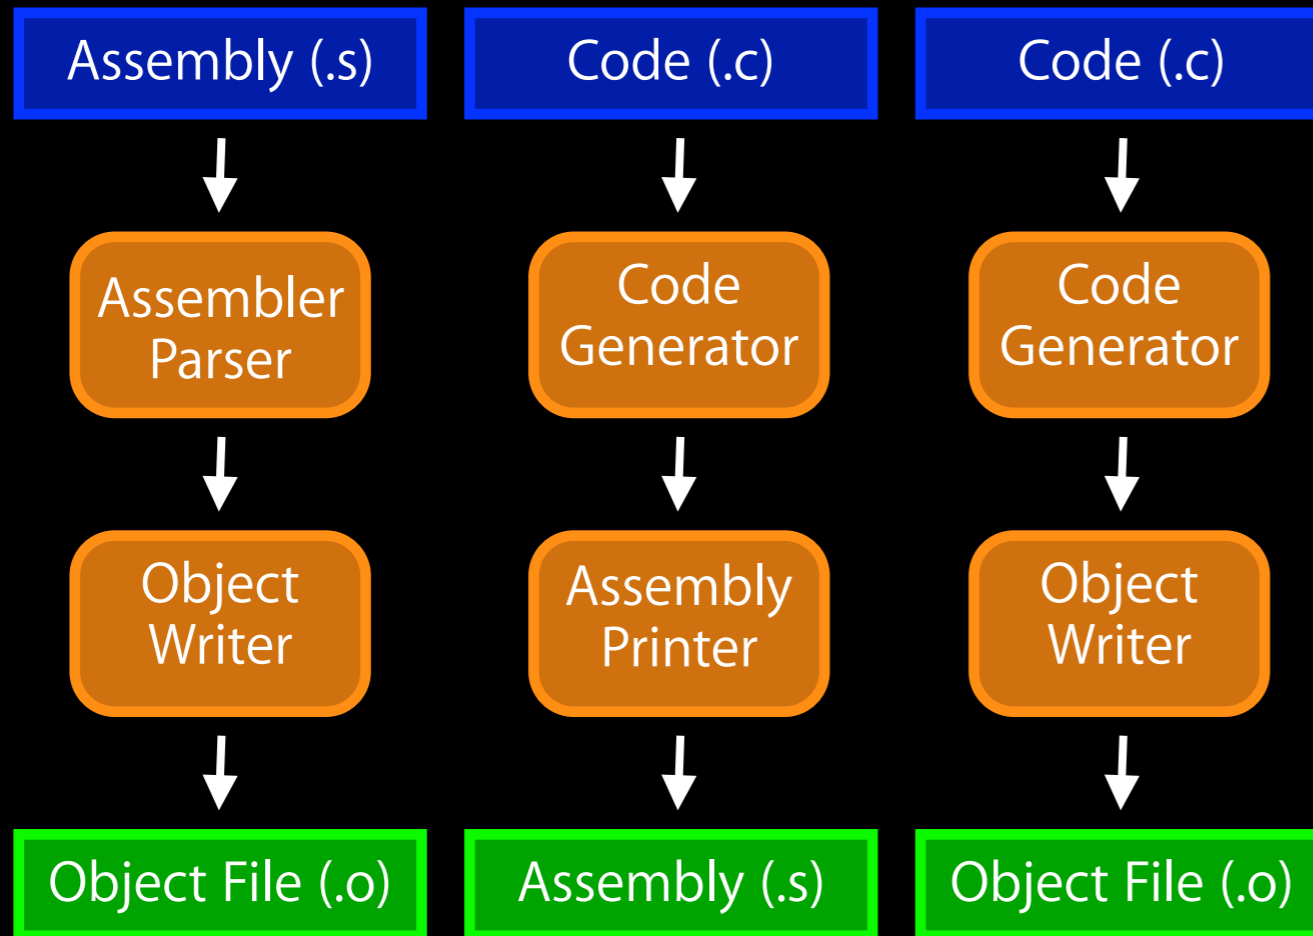 Assembly (.s)
Code (.c)
Code (.c)
Assembler
Parser
Code
Generator
Code
Generator
Object
Writer
Assembly
Printer
Object
Writer
Object File (.o)
Assembly (.s)
Object File (.o)